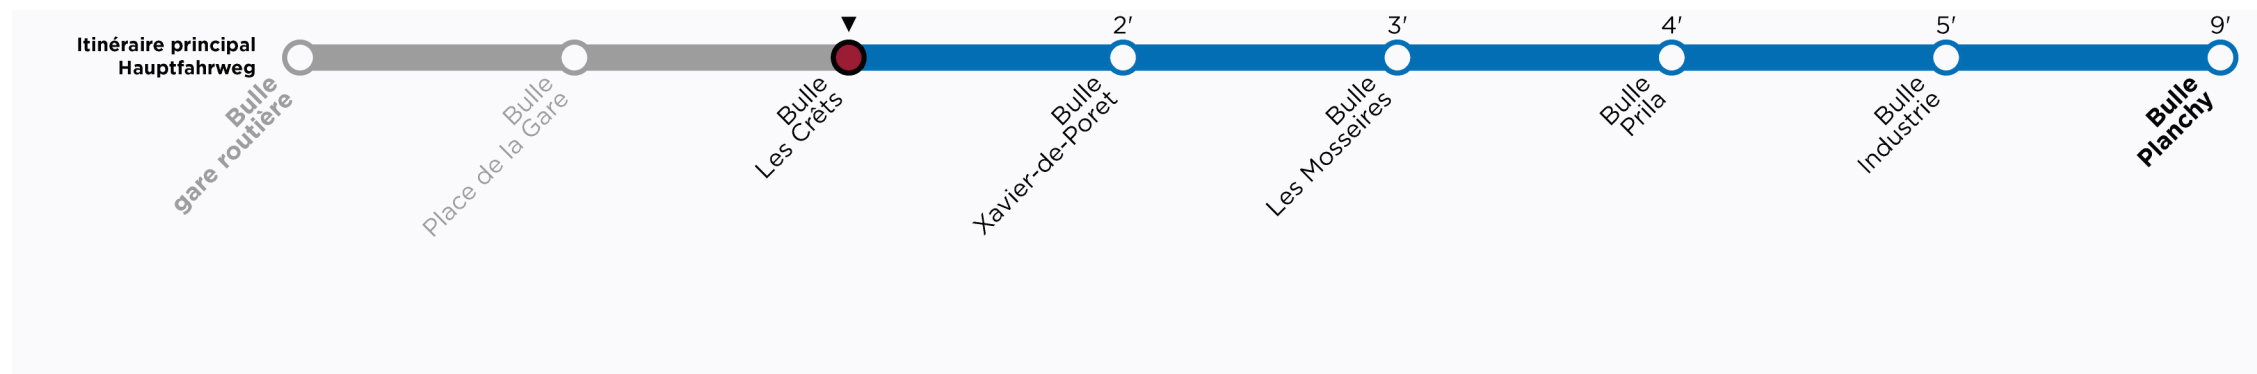 ▼ 2' 3' 4' 5' 9'
Itinéraire principal
Hauptfahrweg
Bulle
gare routière
Bulle
Place de la Gare
Bulle
Les Crêts
Bulle
Xavier-de-Poret
Bulle
Les Mosseires
Bulle
Prila
Bulle
Industrie
Bulle
Planchy